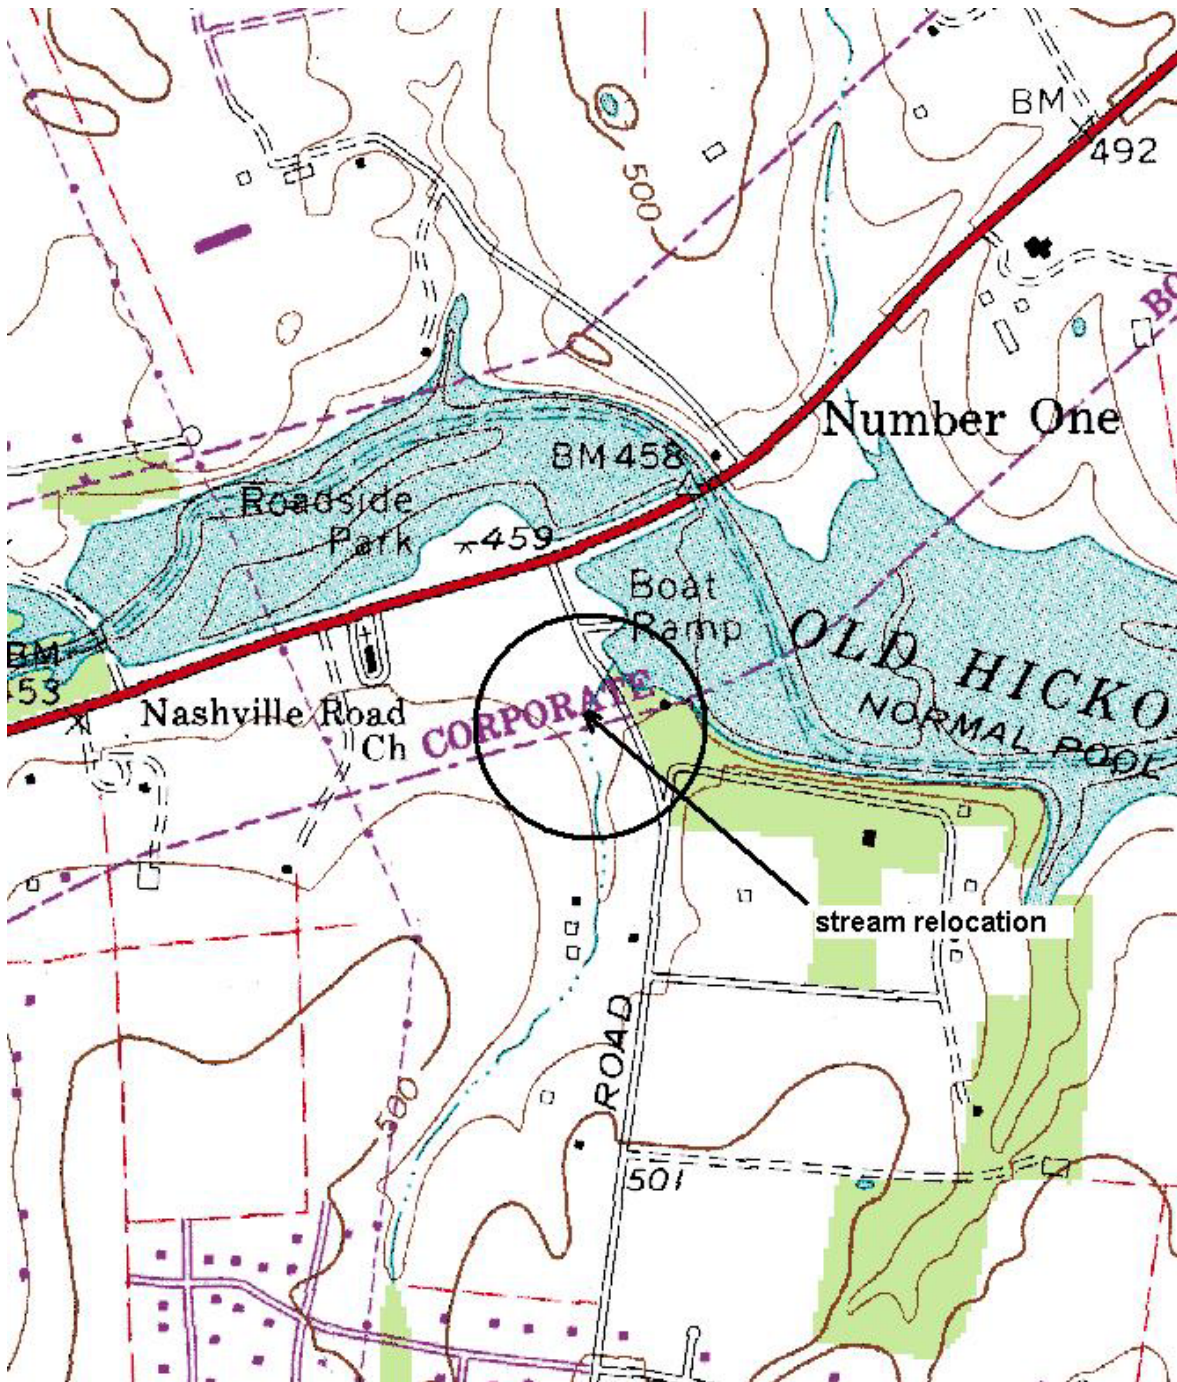 BM
492
500
BO
Number One
BM 458
Roadside
Park
459
Boat
Ramp
OLD HICKO
NORMAL POOL
BM
453
Nashville Road
Ch
CORPORATE
stream relocation
ROAD
500
501